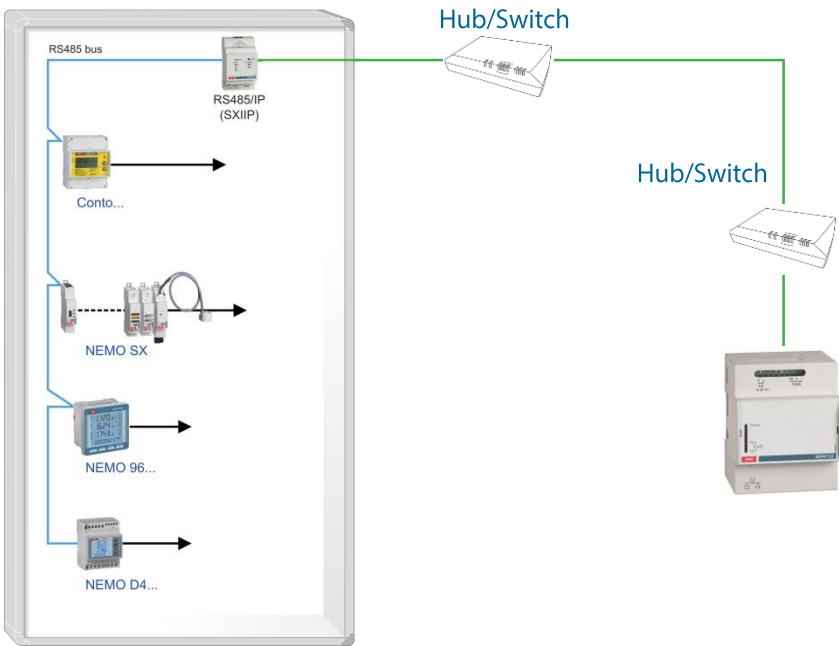 Hub/Switch
RS485 bus
RS485/IP
(SXIIP)
Hub/Switch
Conto...
NEMO SX
NEMO 96...
NEMO D4...